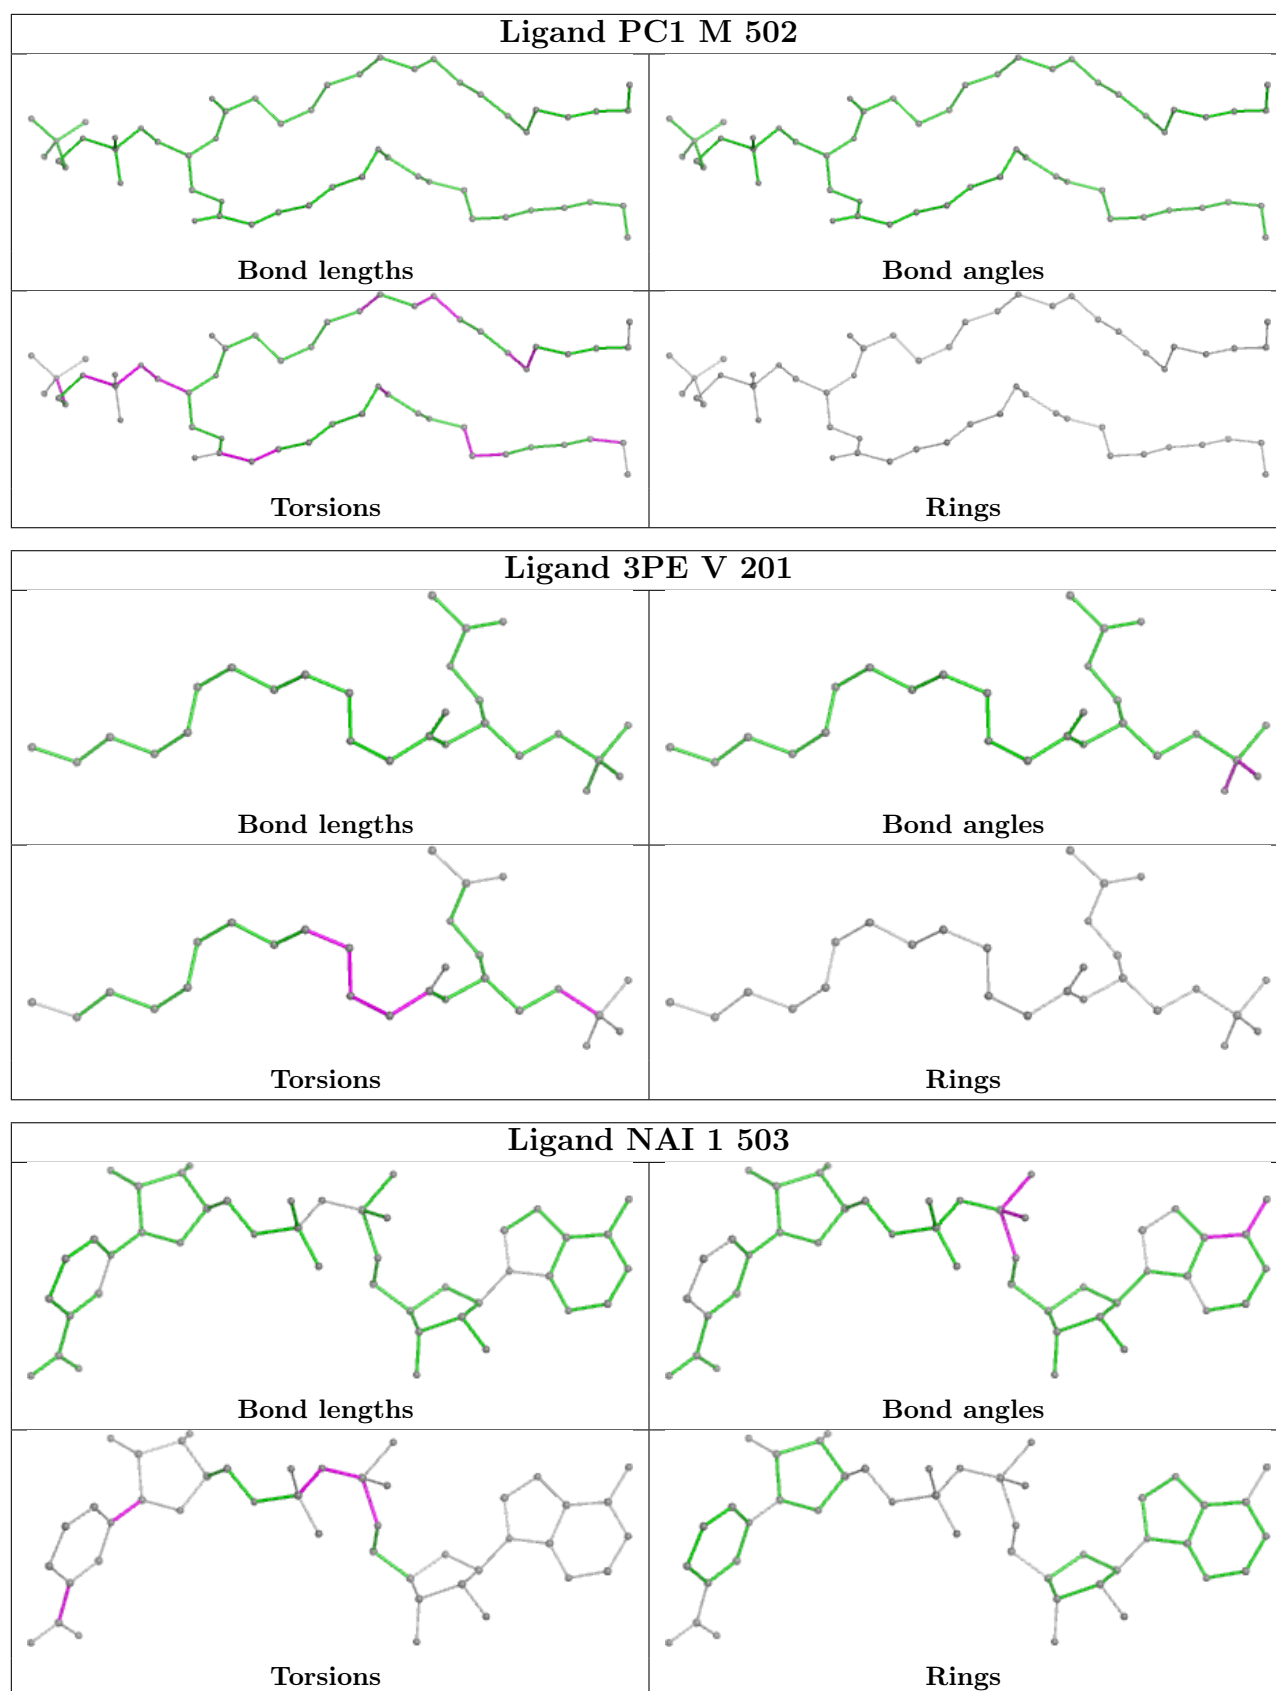 Ligand PC1 M 502
Bond lengths
Bond angles
Torsions
Rings
Ligand 3PE V 201
Bond lengths
Bond angles
Torsions
Rings
Ligand NAI 1 503
Bond lengths
Bond angles
Torsions
Rings